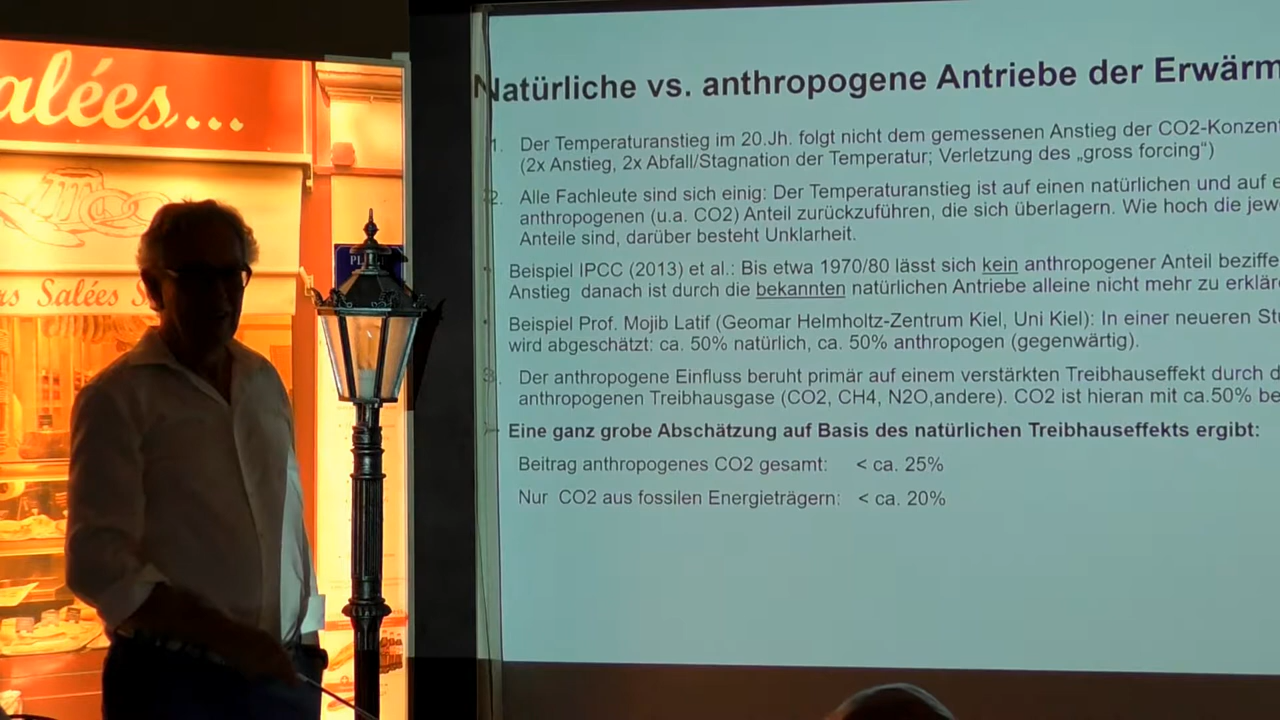 alées,...
rs Salées S
PL
Natürliche vs. anthropogene Antriebe der Erwärm
1. Der Temperaturanstieg im 20.Jh. folgt nicht dem gemessenen Anstieg der CO2-Konzent
(2x Anstieg, 2x Abfall/Stagnation der Temperatur; Verletzung des „gross forcing“)
2. Alle Fachleute sind sich einig: Der Temperaturanstieg ist auf einen natürlichen und auf e
anthropogenen (u.a. CO2) Anteil zurückzuführen, die sich überlagern. Wie hoch die jew
Anteile sind, darüber besteht Unklarheit.
Beispiel IPCC (2013) et al.: Bis etwa 1970/80 lässt sich kein anthropogener Anteil beziffe
Anstieg danach ist durch die bekannten natürlichen Antriebe alleine nicht mehr zu erkläre
Beispiel Prof. Mojib Latif (Geomar Helmholtz-Zentrum Kiel, Uni Kiel): In einer neueren Stu
wird abgeschätzt: ca. 50% natürlich, ca. 50% anthropogen (gegenwärtig).
3. Der anthropogene Einfluss beruht primär auf einem verstärkten Treibhauseffekt durch d
anthropogenen Treibhausgase (CO2, CH4, N2O,andere). CO2 ist hieran mit ca.50% be
Eine ganz grobe Abschätzung auf Basis des natürlichen Treibhauseffekts ergibt:
Beitrag anthropogenes CO2 gesamt: < ca. 25%
Nur CO2 aus fossilen Energieträgern: < ca. 20%